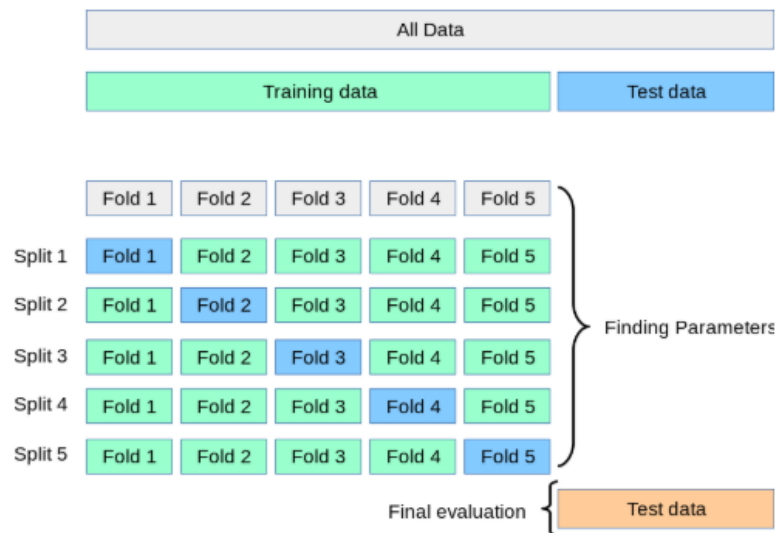 All Data
Training data Test data
Fold 1 Fold 2 Fold 3 Fold 4 Fold 5
Split 1 Fold 1 Fold 2 Fold 3 Fold 4 Fold 5
Split 2 Fold 1 Fold 2 Fold 3 Fold 4 Fold 5
Finding Parameters
Split 3 Fold 1 Fold 2 Fold 3 Fold 4 Fold 5
Split 4 Fold 1 Fold 2 Fold 3 Fold 4 Fold 5
Split 5 Fold 1 Fold 2 Fold 3 Fold 4 Fold 5
Final evaluation Test data